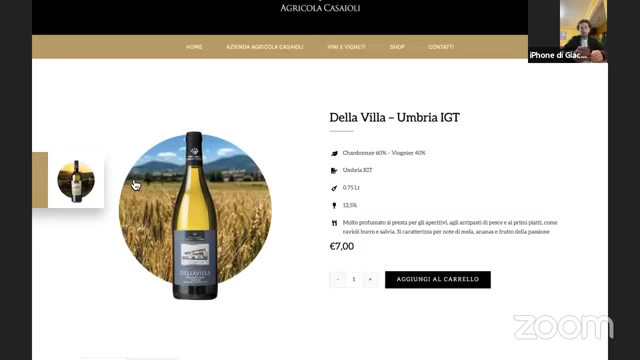 AGRICOLA CASAIOLI
HOME AZIENDA AGRICOLA CASAIOLI VINI E VIGNETI SHOP CONTATTI
iPhone di Giac...
Della Villa – Umbria IGT
Chardonnay 60% - Viognier 40%
Umbria IGT
0.75 Lt
12,5%
Molto profumato si presta per gli aperitivi, agli antipasti di pesce e ai primi piatti, come
ravioli burro e salvia. Si caratterizza per note di mela, ananas e frutto della passione
€7,00
- 1 + AGGIUNGI AL CARRELLO
DELLAVILLA
zoom